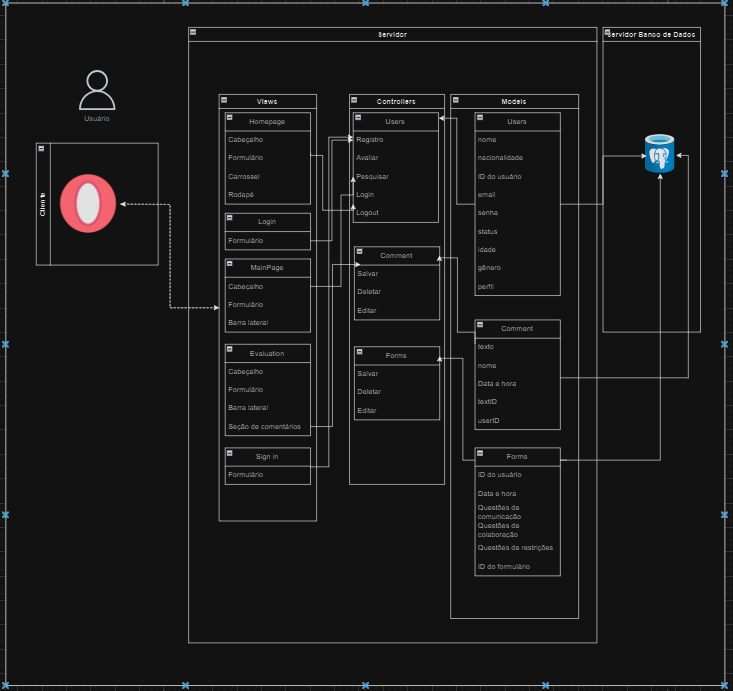 Servidor
Servidor Banco de Dados
Usuário
Cliente
Views
Homepage
Cabeçalho
Formulário
Carrossel
Rodapé
Login
Formulário
MainPage
Cabeçalho
Formulário
Barra lateral
Evaluation
Cabeçalho
Formulário
Barra lateral
Seção de comentários
Sign in
Formulário
Controllers
Users
Registro
Avaliar
Pesquisar
Login
Logout
Comment
Salvar
Deletar
Editar
Forms
Salvar
Deletar
Editar
Models
Users
nome
nacionalidade
ID do usuário
email
senha
status
idade
gênero
perfil
Comment
texto
nome
Data e hora
textID
userID
Forms
ID do usuário
Data e hora
Questões de
comunicação
Questões de
colaboração
Questões de restrições
ID do formulário